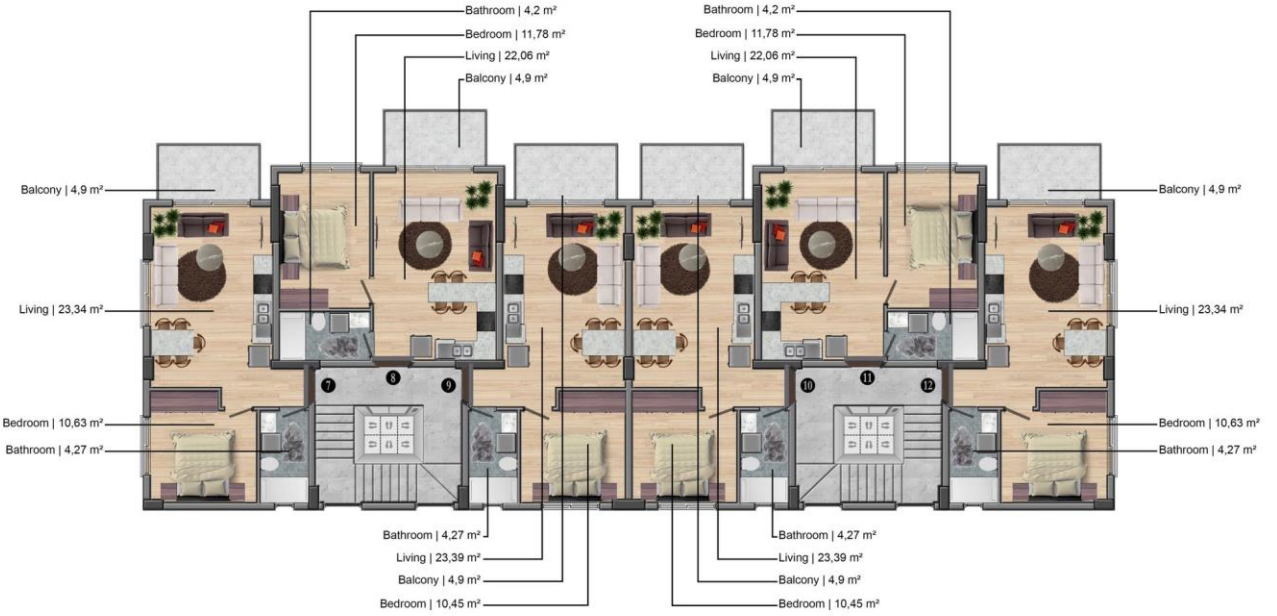 Bathroom | 4,2 m²
Bedroom | 11,78 m²
Living | 22,06 m²
Balcony | 4,9 m²
Bathroom | 4,2 m²
Bedroom | 11,78 m²
Living | 22,06 m²
Balcony | 4,9 m²
Balcony | 4,9 m²
Living | 23,34 m²
Bedroom | 10,63 m²
Bathroom | 4,27 m²
Balcony | 4,9 m²
Living | 23,34 m²
Bedroom | 10,63 m²
Bathroom | 4,27 m²
7
8
9
10
11
12
Bathroom | 4,27 m²
Living | 23,39 m²
Balcony | 4,9 m²
Bedroom | 10,45 m²
Bathroom | 4,27 m²
Living | 23,39 m²
Balcony | 4,9 m²
Bedroom | 10,45 m²